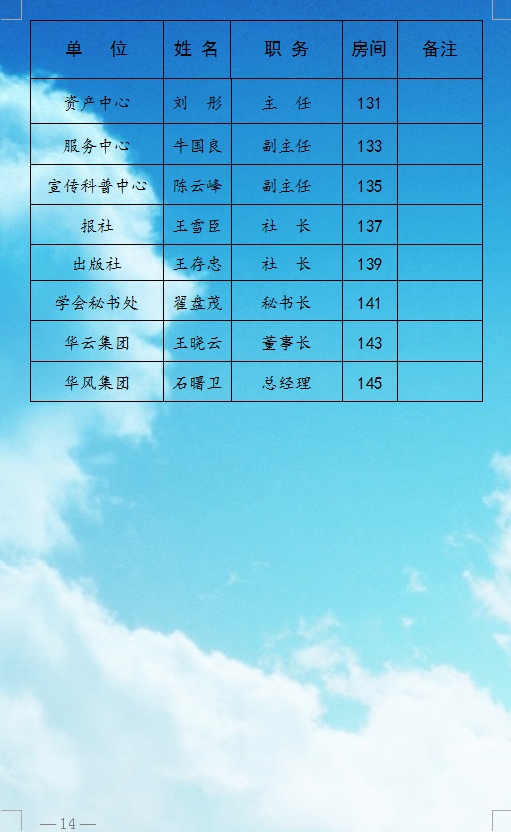 单 位 姓 名 职 务 房间 备注
资产中心 刘 彤 主 任 131
服务中心 牛国良 副主任 133
宣传科普中心 陈云峰 副主任 135
报社 王雪臣 社 长 137
出版社 王存忠 社 长 139
学会秘书处 翟盘茂 秘书长 141
华云集团 王晓云 董事长 143
华风集团 石曙卫 总经理 145
— 14 —